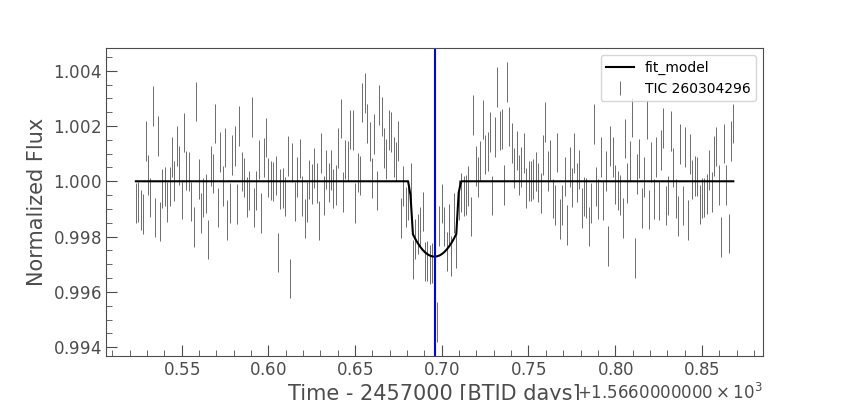 fit_model
TIC 260304296
Normalized Flux
1.004
1.002
1.000
0.998
0.996
0.994
0.55 0.60 0.65 0.70 0.75 0.80 0.85
Time - 2457000 [BTJD days]
+1.5660000000 × 10³